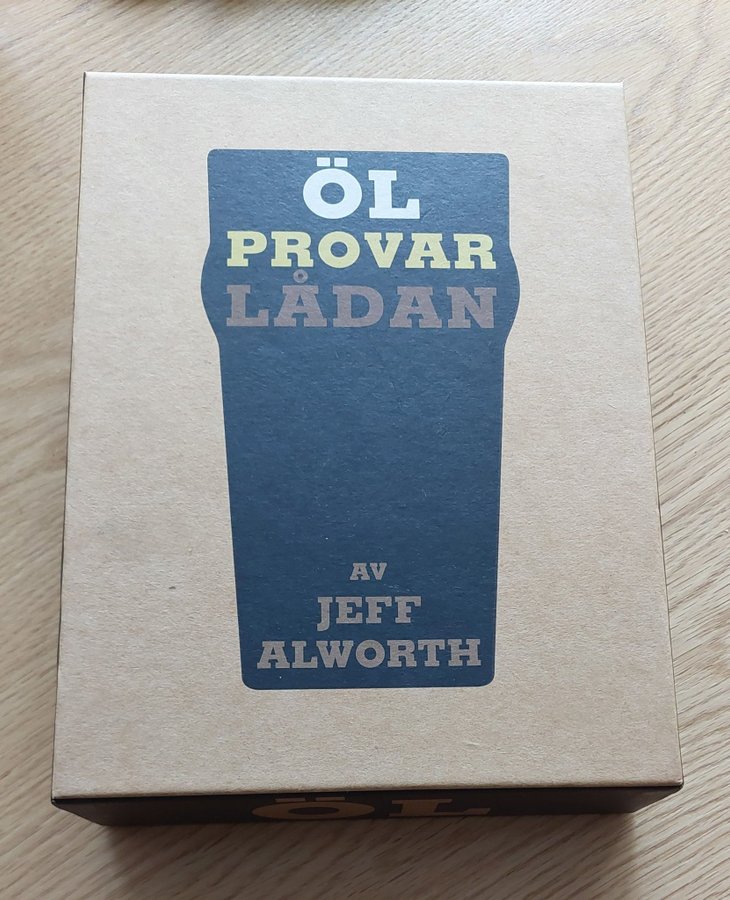 ÖL
PROVAR
LÅDAN
AV
JEFF
ALWORTH
ÖL